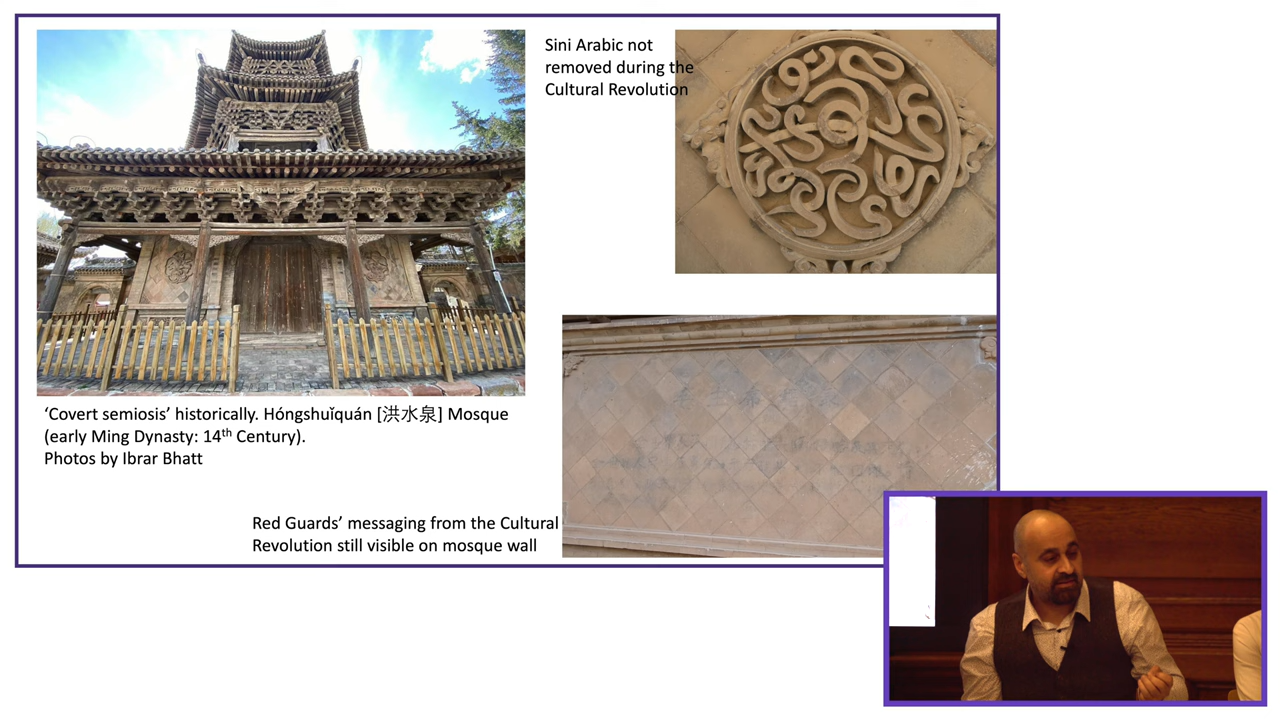 Sini Arabic not
removed during the
Cultural Revolution
‘Covert semiosis’ historically. Hóngshuǐquán [洪水泉] Mosque
(early Ming Dynasty: 14th Century).
Photos by Ibrar Bhatt
Red Guards’ messaging from the Cultural
Revolution still visible on mosque wall